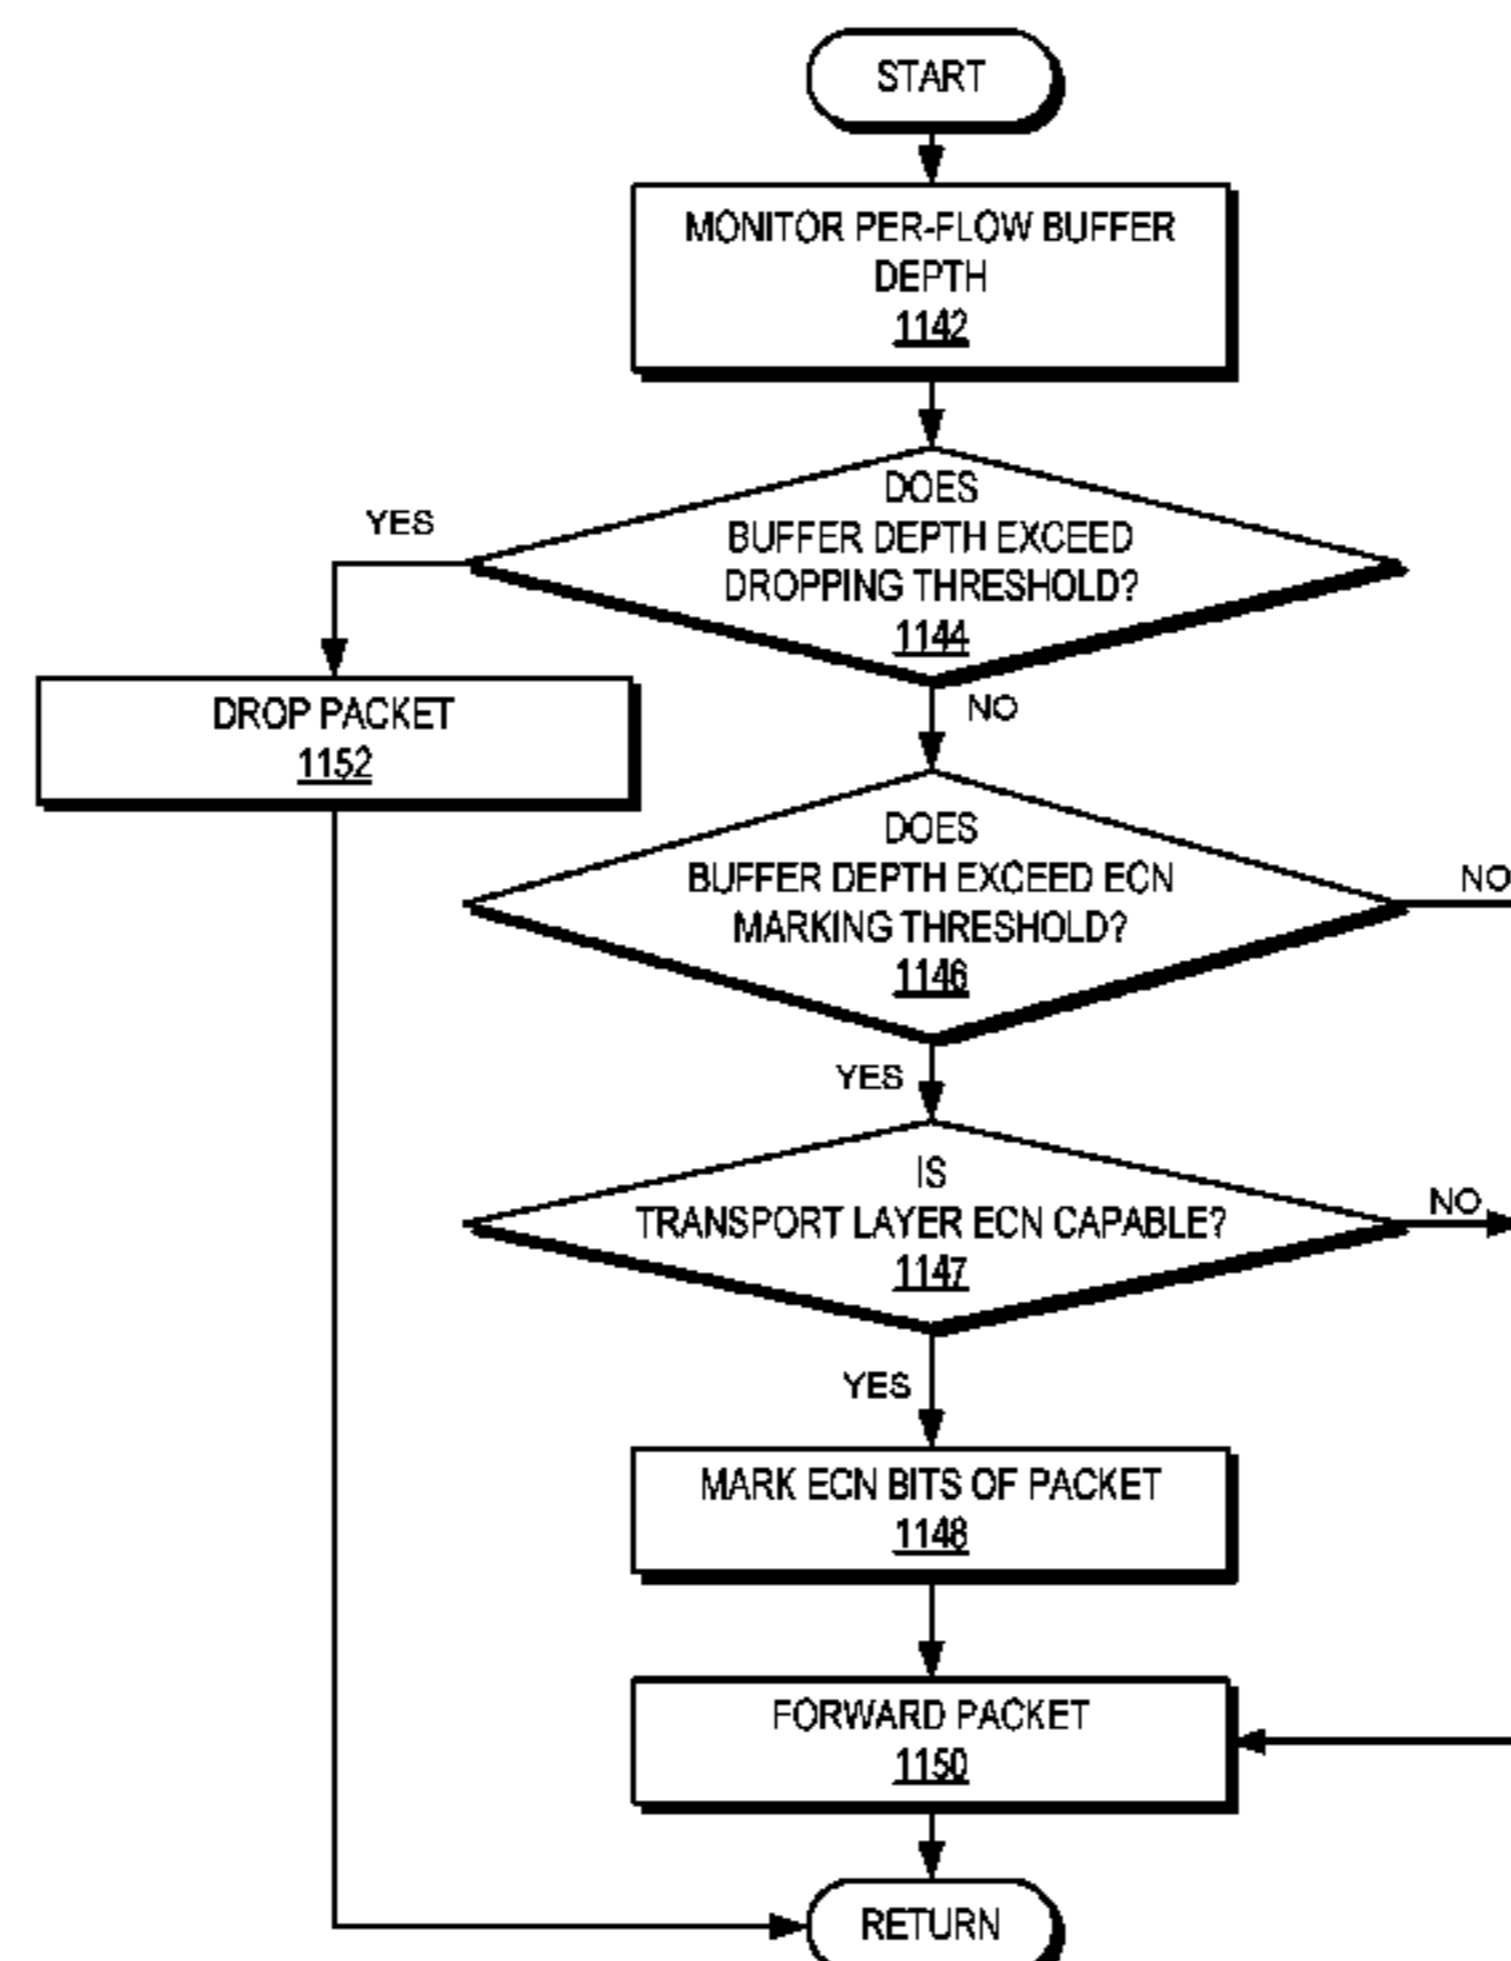 START
MONITOR PER-FLOW BUFFER
DEPTH
1142
DOES
BUFFER DEPTH EXCEED
DROPPING THRESHOLD?
1144
YES
NO
DROP PACKET
1152
DOES
BUFFER DEPTH EXCEED ECN
MARKING THRESHOLD?
1146
NO
YES
IS
TRANSPORT LAYER ECN CAPABLE?
1147
NO
YES
MARK ECN BITS OF PACKET
1148
FORWARD PACKET
1150
RETURN